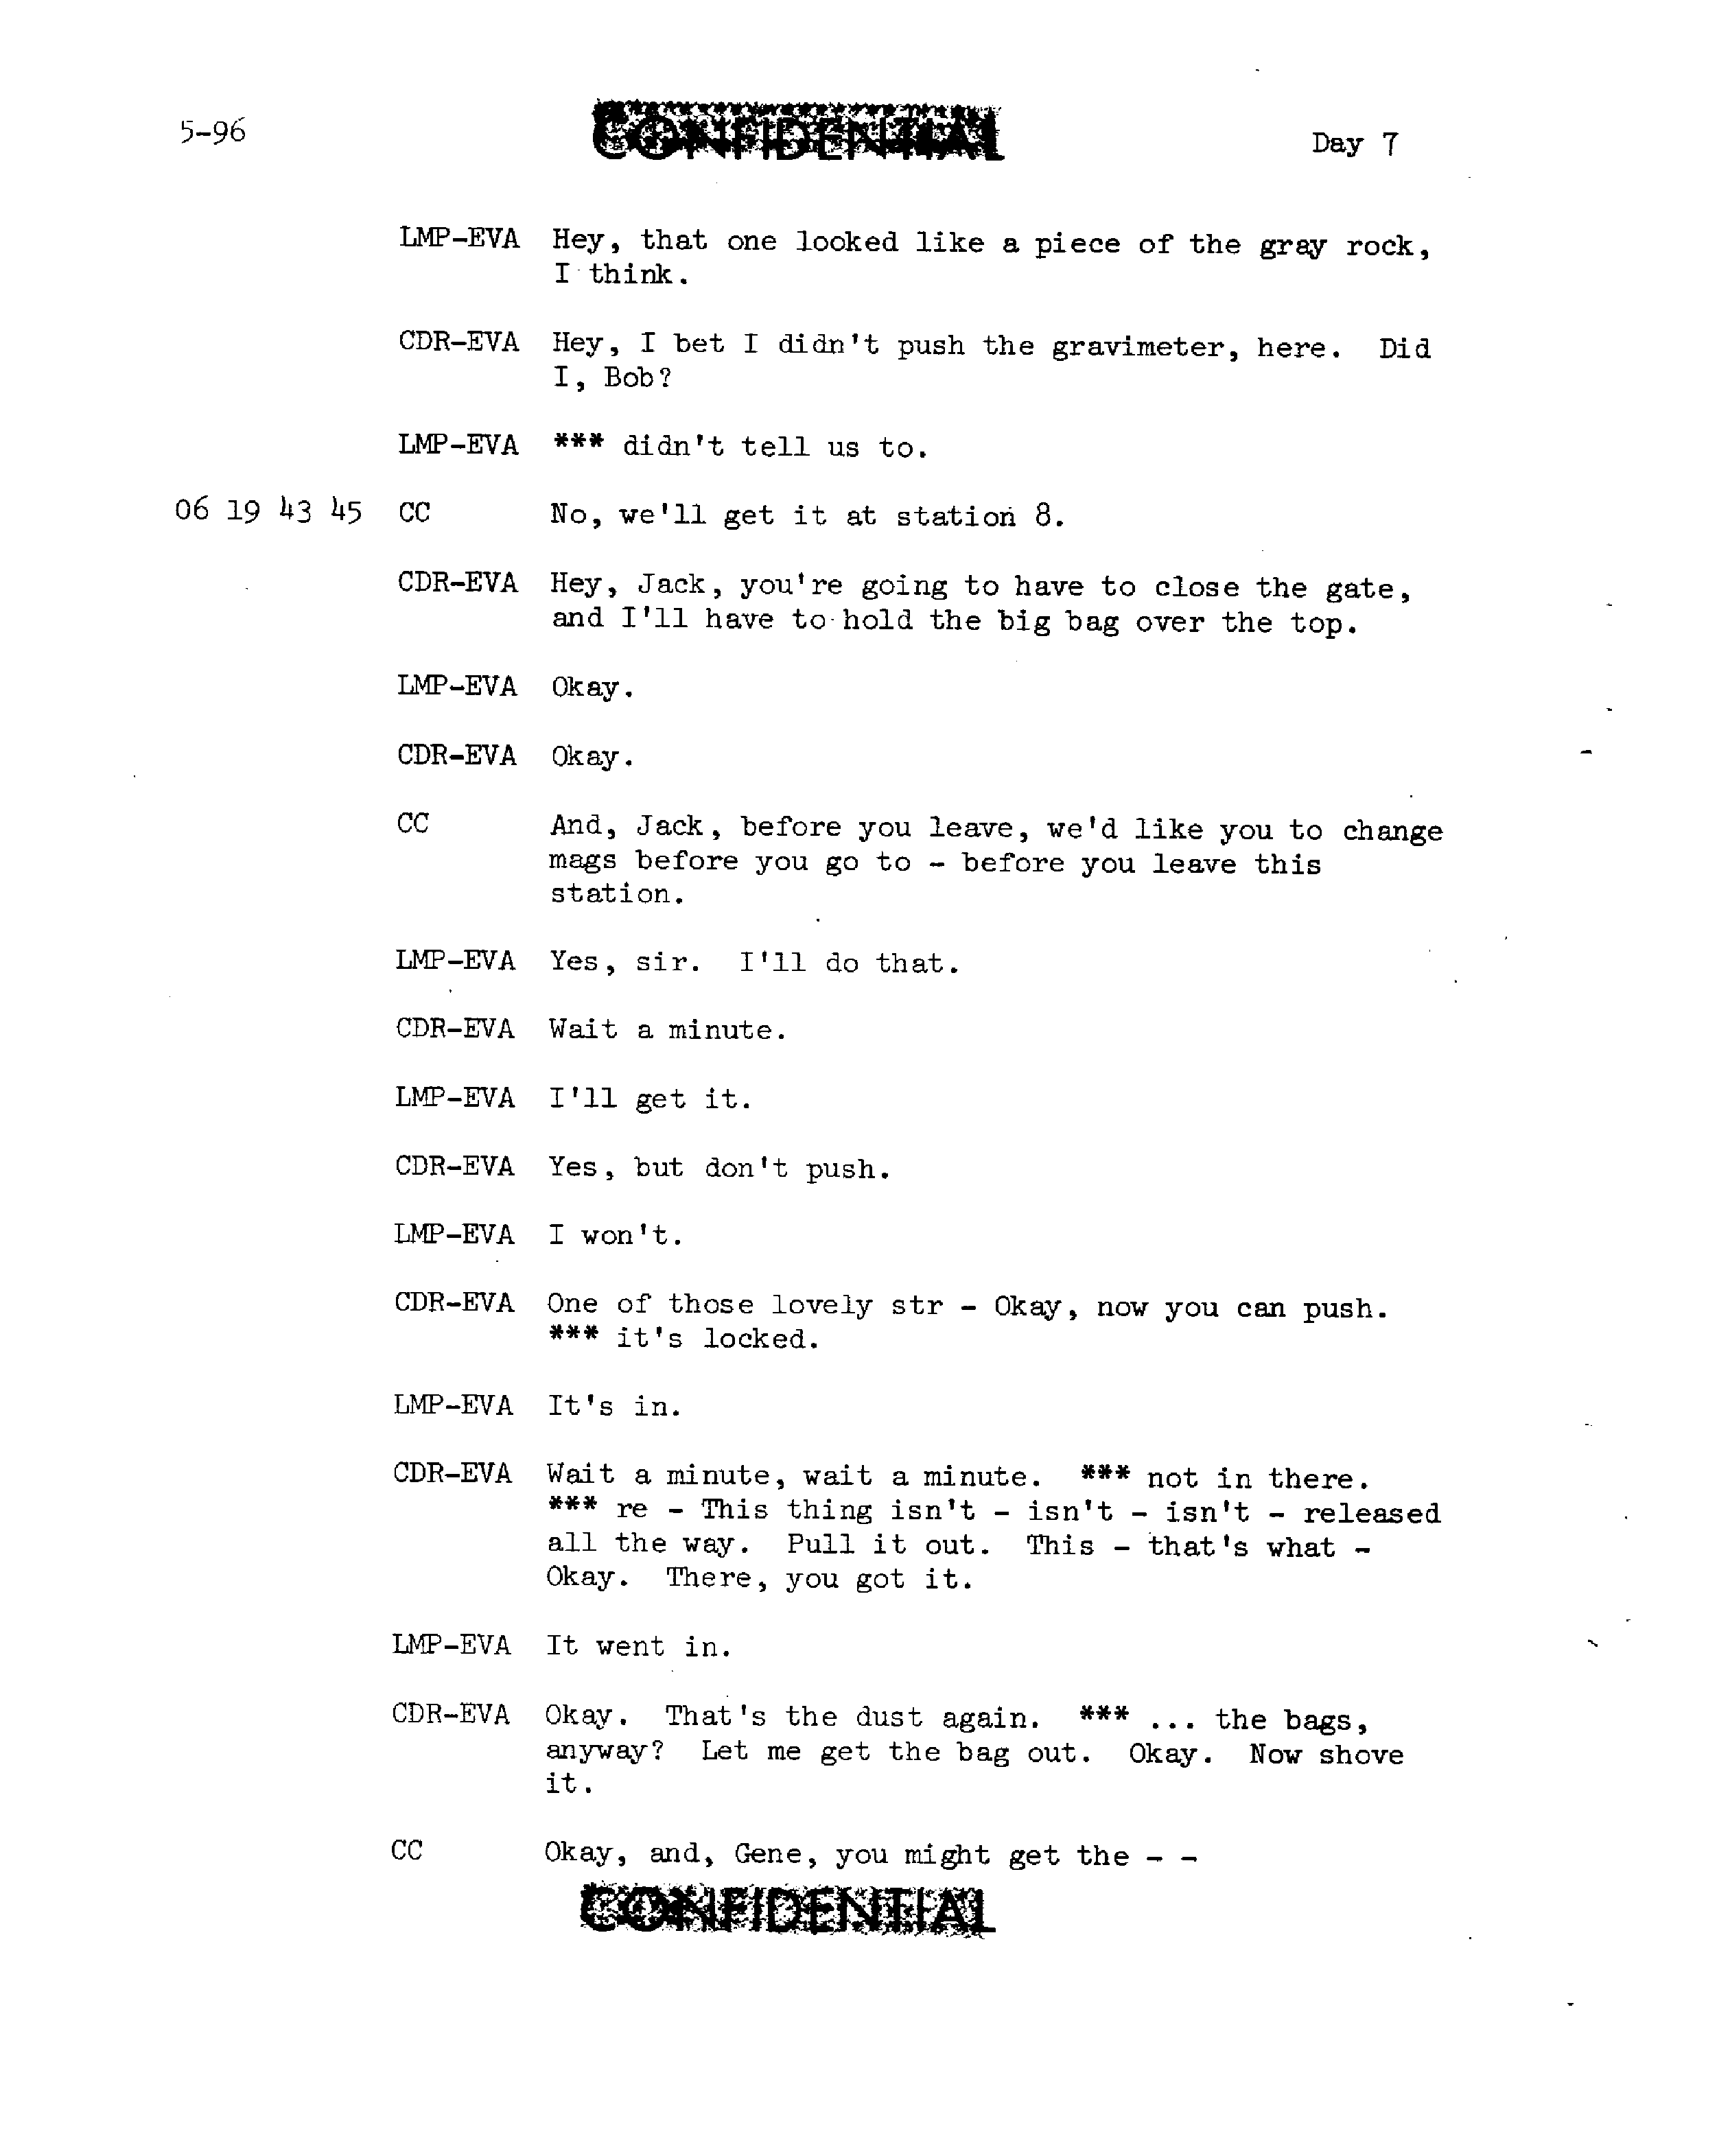 5-96
CONFIDENTIAL
Day 7
LMP-EVA Hey, that one looked like a piece of the gray rock,
I think.
CDR-EVA Hey, I bet I didn't push the gravimeter, here. Did
I, Bob?
LMP-EVA *** didn't tell us to.
06 19 43 45 CC No, we'll get it at station 8.
CDR-EVA Hey, Jack, you're going to have to close the gate,
and I'll have to hold the big bag over the top.
LMP-EVA Okay.
CDR-EVA Okay.
CC And, Jack, before you leave, we'd like you to change
mags before you go to - before you leave this
station.
LMP-EVA Yes, sir. I'll do that.
CDR-EVA Wait a minute.
LMP-EVA I'll get it.
CDR-EVA Yes, but don't push.
LMP-EVA I won't.
CDR-EVA One of those lovely str - Okay, now you can push.
*** it's locked.
LMP-EVA It's in.
CDR-EVA Wait a minute, wait a minute. *** not in there.
*** re - This thing isn't - isn't - isn't - released
all the way. Pull it out. This - that's what -
Okay. There, you got it.
LMP-EVA It went in.
CDR-EVA Okay. That's the dust again. *** ... the bags,
anyway? Let me get the bag out. Okay. Now shove
it.
CC Okay, and, Gene, you might get the - -
CONFIDENTIAL